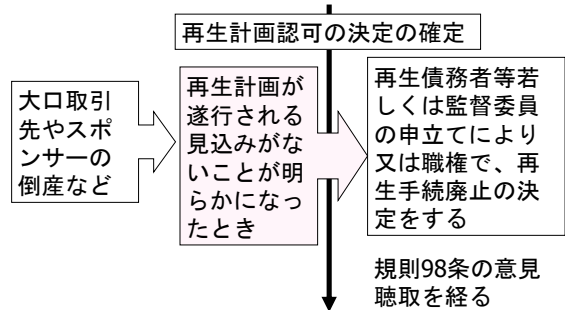 再生計画認可の決定の確定
大口取引
先やスポ
ンサーの
倒産など
再生計画が
遂行される
見込みがな
いことが明
らかになっ
たとき
再生債務者等若
しくは監督委員
の申立てにより
又は職権で、再
生手続廃止の決
定をする
規則98条の意見
聴取を経る